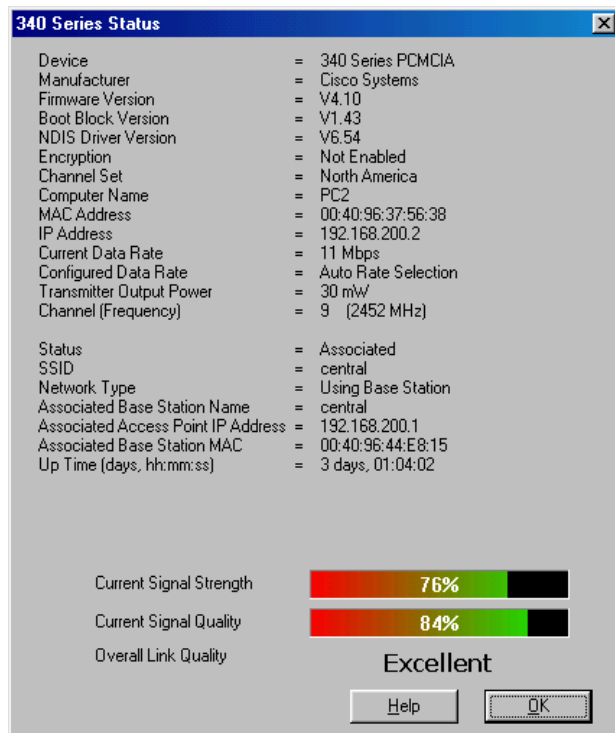 340 Series Status
Device = 340 Series PCMCIA
Manufacturer = Cisco Systems
Firmware Version = V4.10
Boot Block Version = V1.43
NDIS Driver Version = V6.54
Encryption = Not Enabled
Channel Set = North America
Computer Name = PC2
MAC Address = 00:40:96:37:56:38
IP Address = 192.168.200.2
Current Data Rate = 11 Mbps
Configured Data Rate = Auto Rate Selection
Transmitter Output Power = 30 mW
Channel (Frequency) = 9 (2452 MHz)
Status = Associated
SSID = central
Network Type = Using Base Station
Associated Base Station Name = central
Associated Access Point IP Address = 192.168.200.1
Associated Base Station MAC = 00:40:96:44:E8:15
Up Time (days, hh:mm:ss) = 3 days, 01:04:02
Current Signal Strength 76%
Current Signal Quality 84%
Overall Link Quality Excellent
Help OK